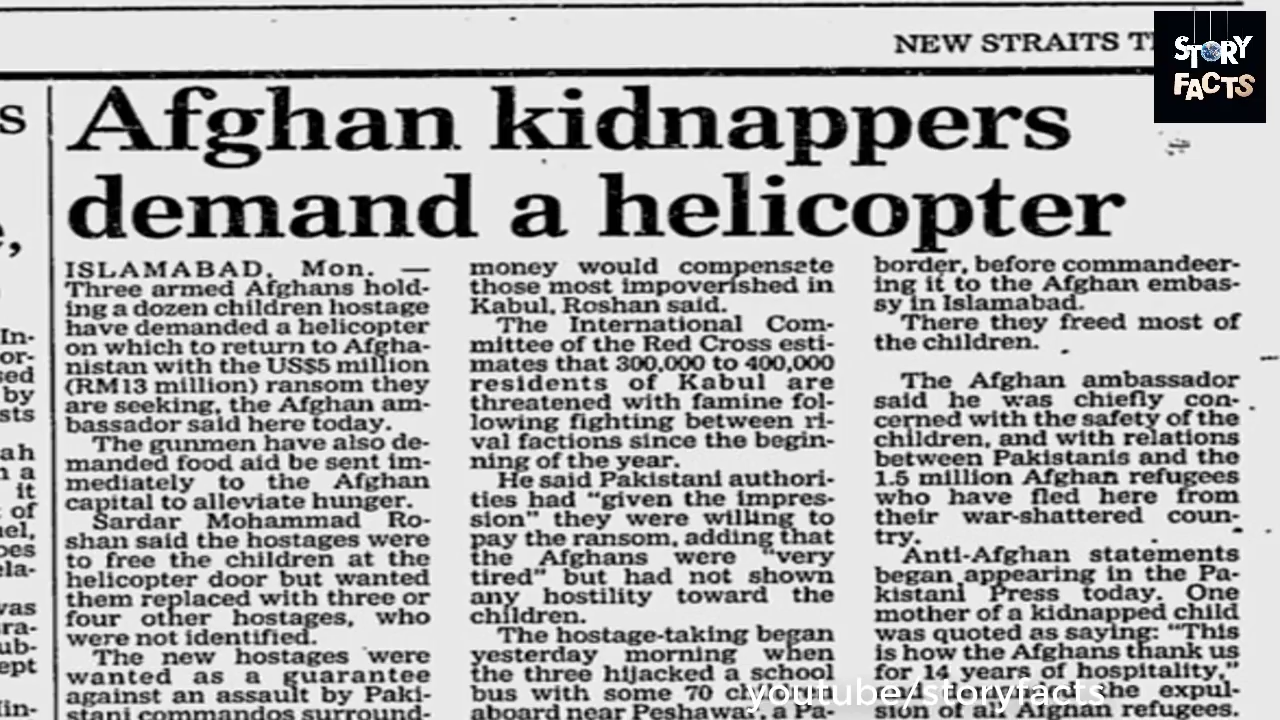 NEW STRAITS
STORY
FACTS
Afghan kidnappers
demand a helicopter
ISLAMABAD, Mon. —
Three armed Afghans hold-
ing a dozen children hostage
have demanded a helicopter
on which to return to Afgha-
nistan with the US$5 million
(RM13 million) ransom they
are seeking, the Afghan am-
bassador said here today.
The gunmen have also de-
manded food aid be sent im-
mediately to the Afghan
capital to alleviate hunger.
Sardar Mohammad Ro-
shan said the hostages were
to free the children at the
helicopter door but wanted
them replaced with three or
four other hostages, who
were not identified.
The new hostages were
wanted as a guarantee
against an assault by Paki-
stani commandos surround-
money would compensate
those most impoverished in
Kabul, Roshan said.
The International Com-
mittee of the Red Cross esti-
mates that 300,000 to 400,000
residents of Kabul are
threatened with famine fol-
lowing fighting between ri-
val factions since the begin-
ning of the year.
He said Pakistani authori-
ties had "given the impres-
sion" they were willing to
pay the ransom, adding that
the Afghans were "very
tired" but had not shown
any hostility toward the
children.
The hostage-taking began
yesterday morning when
the three hijacked a school
bus with some 70
aboard near Peshawar, a Pa-
border, before commandeer-
ing it to the Afghan embas-
sy in Islamabad.
There they freed most of
the children.
The Afghan ambassador
said he was chiefly con-
cerned with the safety of the
children, and with relations
between Pakistanis and the
1.5 million Afghan refugees
who have fled here from
their war-shattered coun-
try.
Anti-Afghan statements
began appearing in the Pa-
kistani Press today. One
mother of a kidnapped child
was quoted as saying: "This
is how the Afghans thank us
for 14 years of hospitality,"
the expul-
sion of all Afghan refugees.
youtube/storyfacts